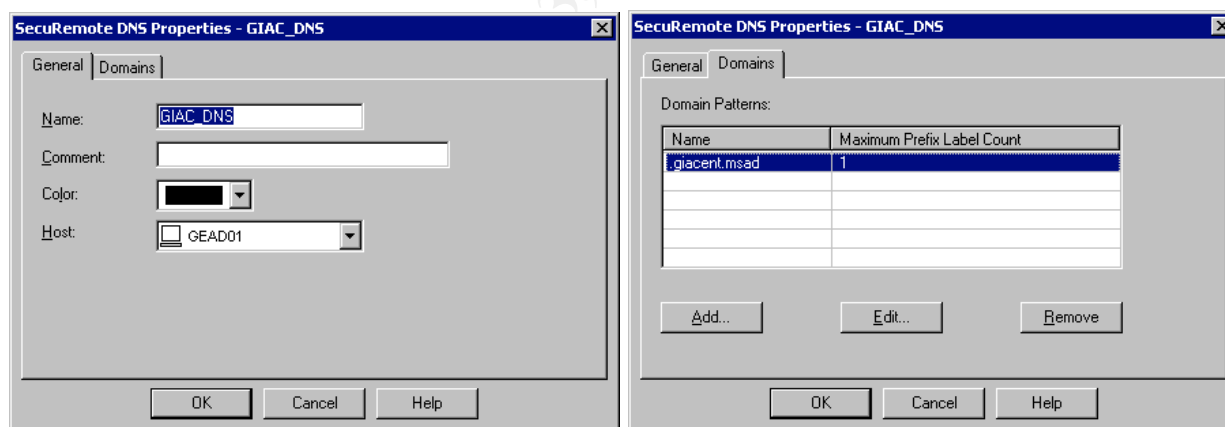 SecuRemote DNS Properties - GIAC_DNS
General
Domains
Name:
GIAC_DNS
Comment:
Color:
Host:
GEAD01
OK
Cancel
Help
SecuRemote DNS Properties - GIAC_DNS
General
Domains
Domain Patterns:
Name
Maximum Prefix Label Count
.giacent.msad
1
Add...
Edit...
Remove
OK
Cancel
Help